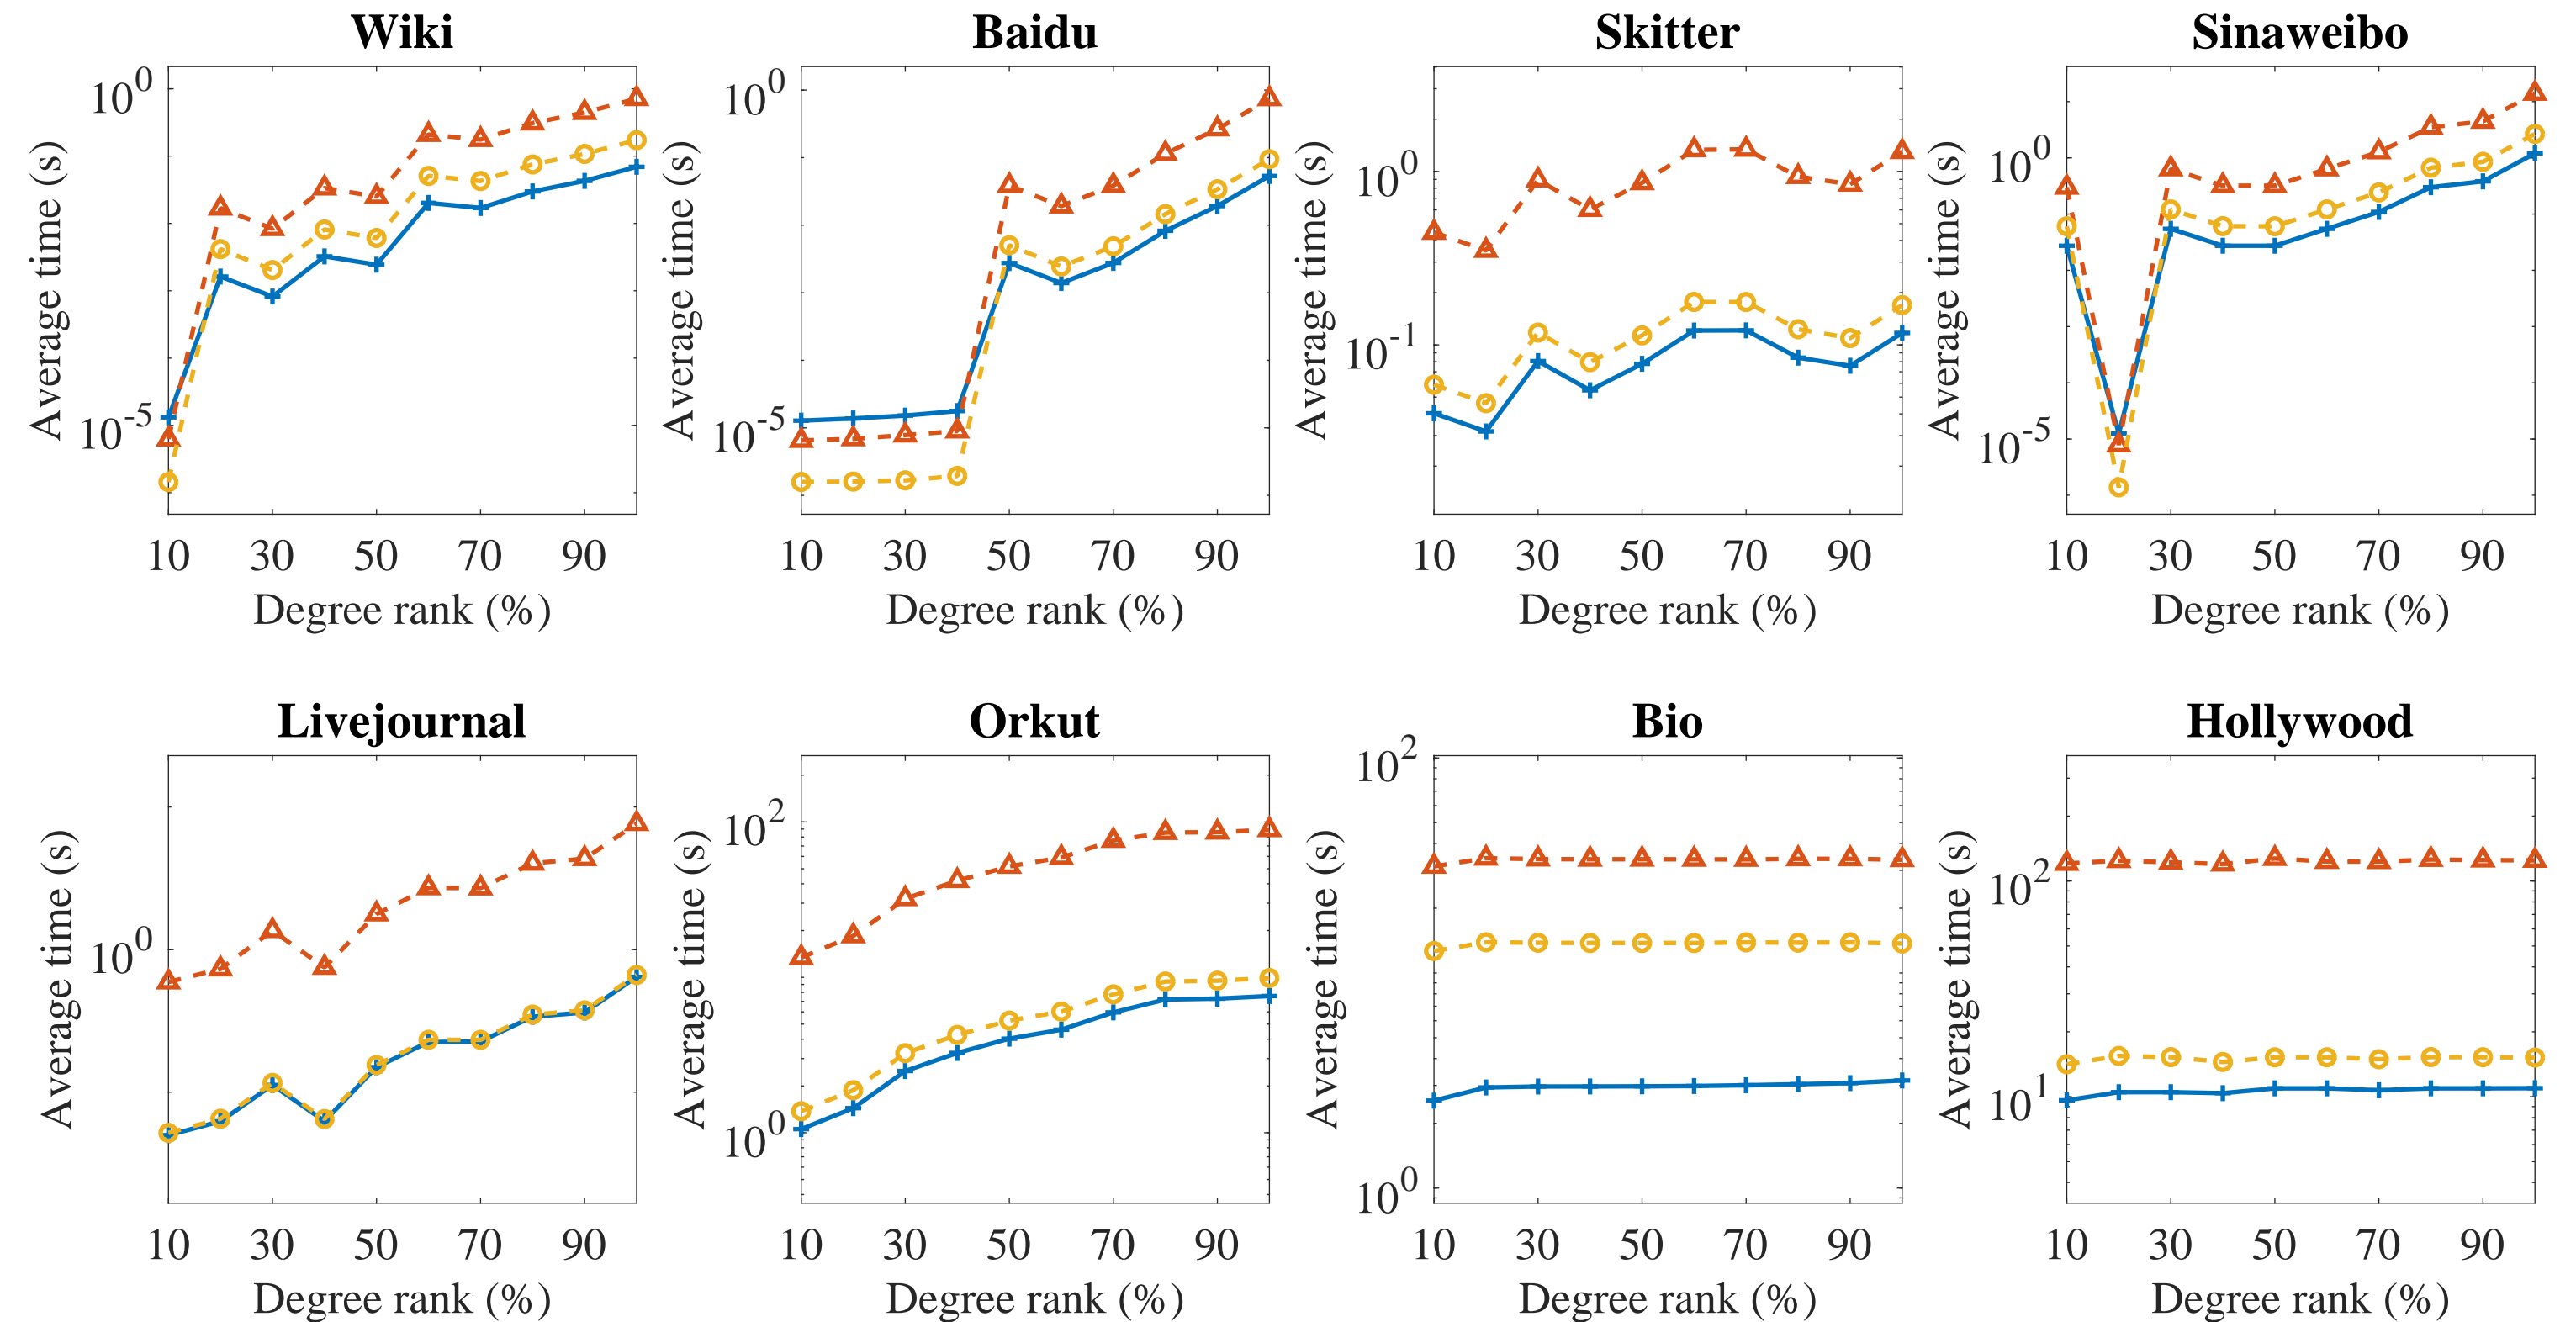 Wiki
Average time (s)
10^0
10^-5
10 30 50 70 90
Degree rank (%)
Baidu
Average time (s)
10^0
10^-5
10 30 50 70 90
Degree rank (%)
Skitter
Average time (s)
10^0
10^-1
10 30 50 70 90
Degree rank (%)
Sinaweibo
Average time (s)
10^0
10^-5
10 30 50 70 90
Degree rank (%)
Livejournal
Average time (s)
10^0
10 30 50 70 90
Degree rank (%)
Orkut
Average time (s)
10^2
10^0
10 30 50 70 90
Degree rank (%)
Bio
Average time (s)
10^2
10^0
10 30 50 70 90
Degree rank (%)
Hollywood
Average time (s)
10^2
10^1
10 30 50 70 90
Degree rank (%)